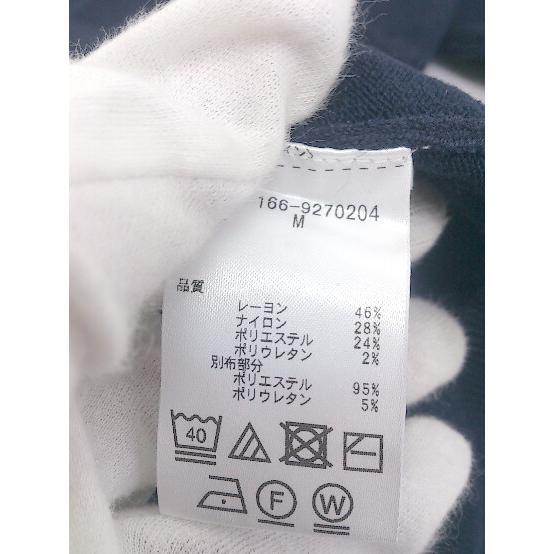 166-9270204
M
品質
レーヨン 46%
ナイロン 28%
ポリエステル 24%
ポリウレタン 2%
別布部分
ポリエステル 95%
ポリウレタン 5%
40
F
W